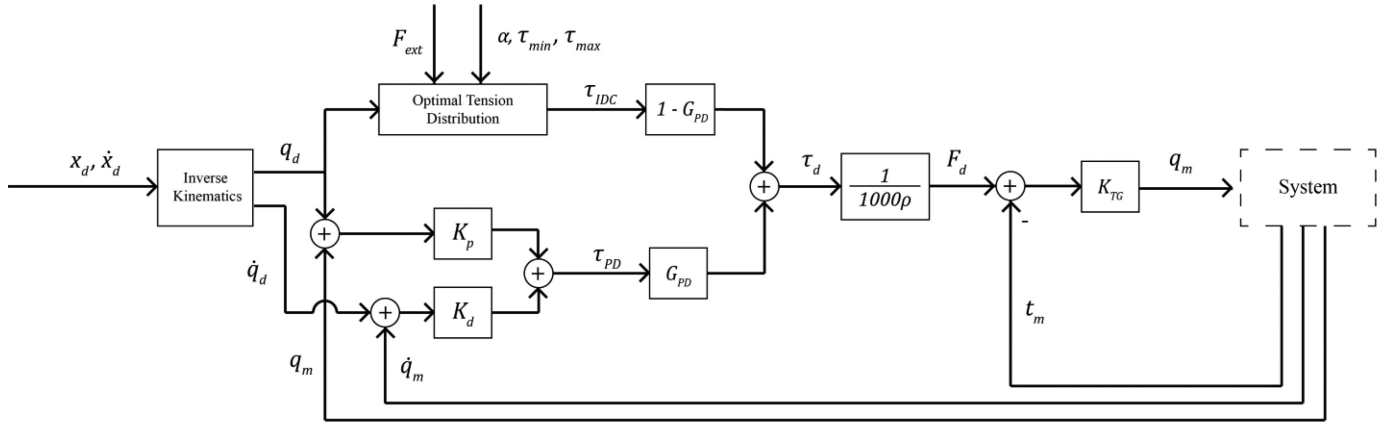 F_ext
α, τ_min, τ_max
Optimal Tension
Distribution
τ_IDC
1 - G_PD
x_d, ẋ_d
Inverse
Kinematics
q_d
q̇_d
+
K_p
+
K_d
+
τ_PD
G_PD
+
τ_d
1
1000ρ
F_d
+
-
K_TG
q_m
System
t_m
q_m
q̇_m